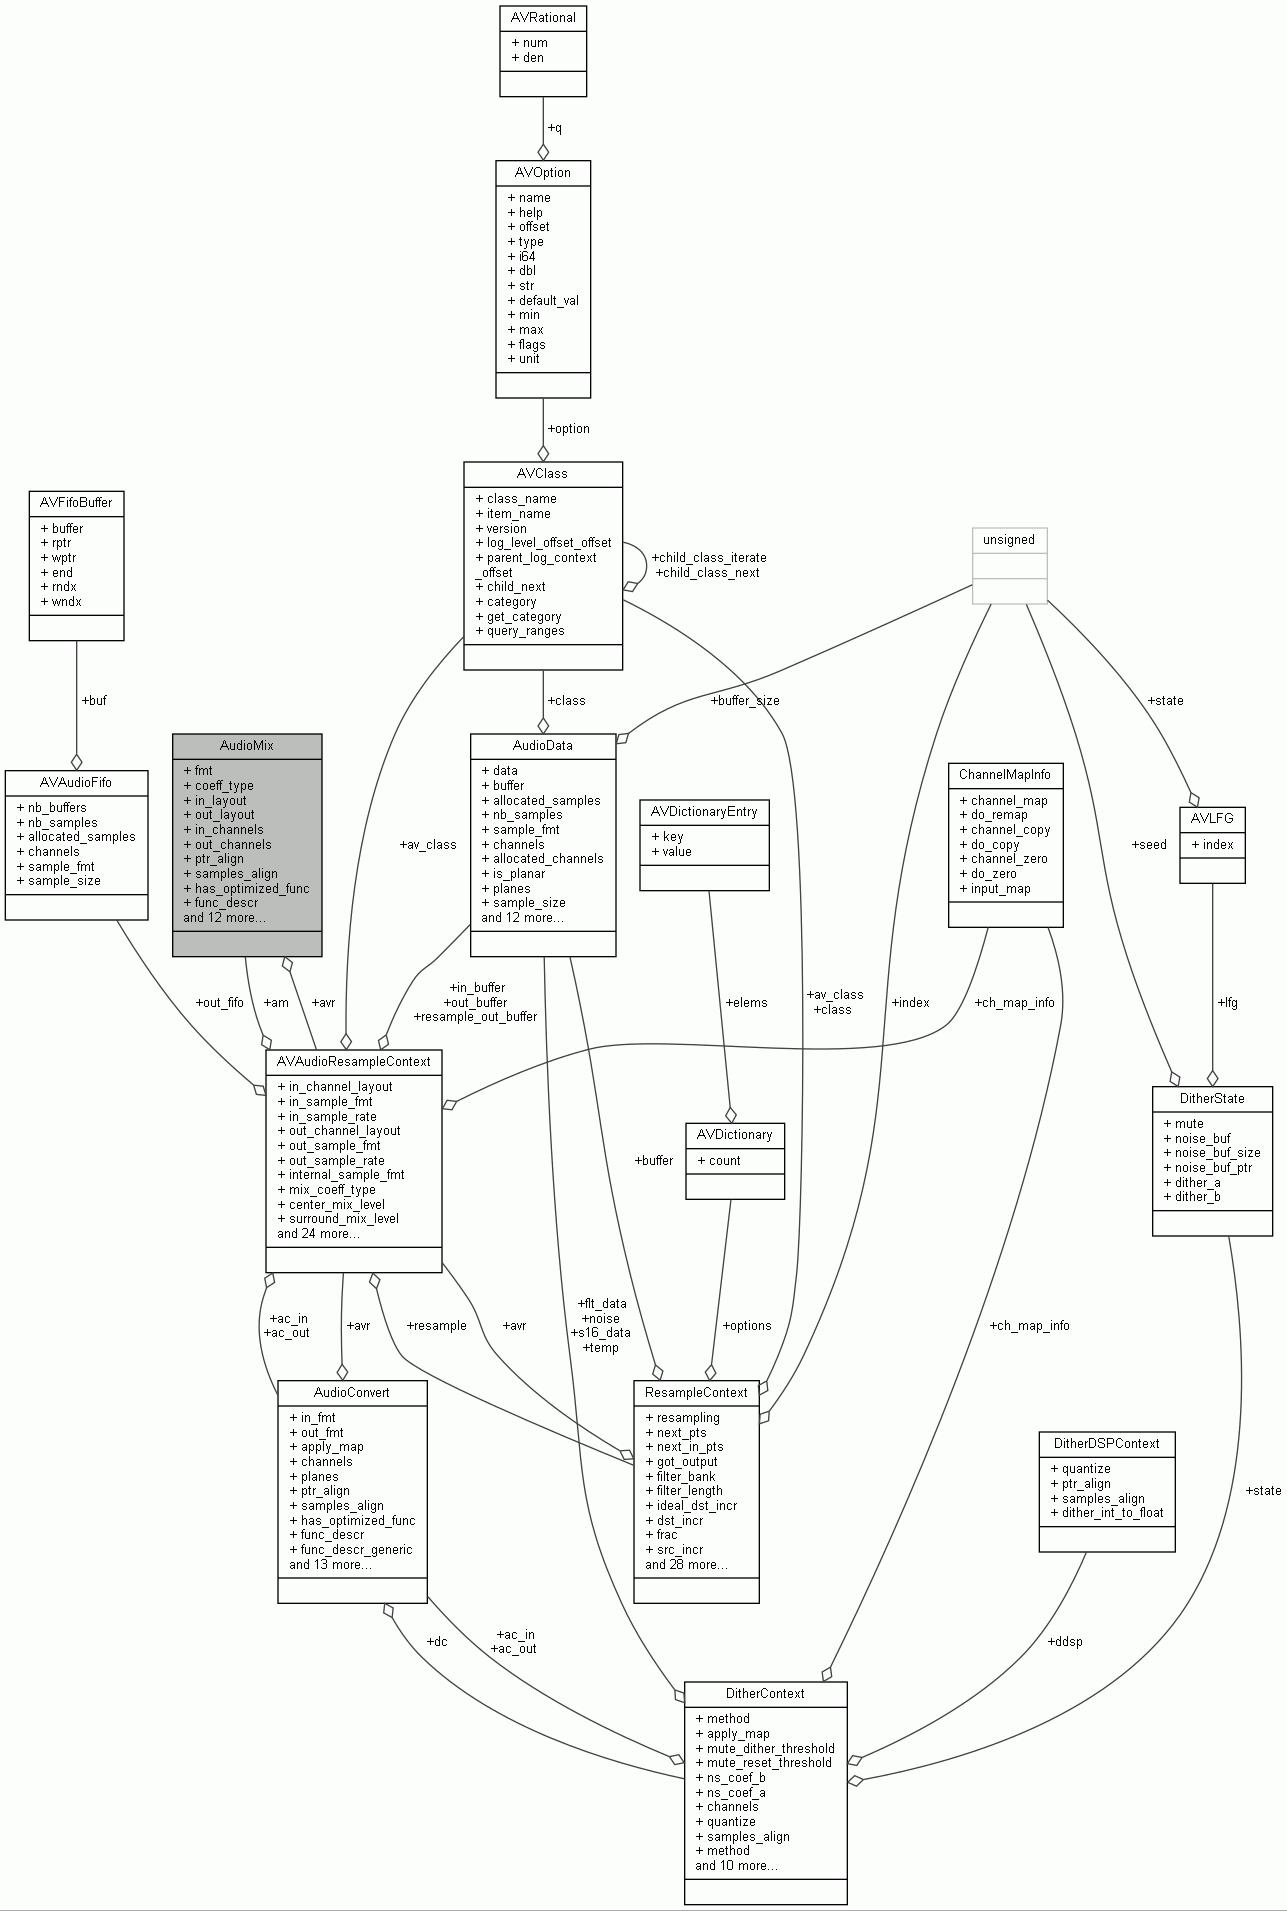 AVRational
+ num
+ den
+q
AVOption
+ name
+ help
+ offset
+ type
+ i64
+ dbl
+ str
+ default_val
+ min
+ max
+ flags
+ unit
+option
AVClass
+ class_name
+ item_name
+ version
+ log_level_offset_offset
+ parent_log_context
_offset
+ child_next
+ category
+ get_category
+ query_ranges
+child_class_iterate
+child_class_next
AVFifoBuffer
+ buffer
+ rptr
+ wptr
+ end
+ rndx
+ wndx
unsigned
+buf
+class
+buffer_size
+state
AVAudioFifo
+ nb_buffers
+ nb_samples
+ allocated_samples
+ channels
+ sample_fmt
+ sample_size
AudioMix
+ fmt
+ coeff_type
+ in_layout
+ out_layout
+ in_channels
+ out_channels
+ ptr_align
+ samples_align
+ has_optimized_func
+ func_descr
and 12 more...
+av_class
AudioData
+ data
+ buffer
+ allocated_samples
+ nb_samples
+ sample_fmt
+ channels
+ allocated_channels
+ is_planar
+ planes
+ sample_size
and 12 more...
AVDictionaryEntry
+ key
+ value
ChannelMapInfo
+ channel_map
+ do_remap
+ channel_copy
+ do_copy
+ channel_zero
+ do_zero
+ input_map
+seed
AVLFG
+ index
+out_fifo
+am
+avr
+in_buffer
+out_buffer
+resample_out_buffer
+elems
+av_class
+class
+index
+ch_map_info
+lfg
AVAudioResampleContext
+ in_channel_layout
+ in_sample_fmt
+ in_sample_rate
+ out_channel_layout
+ out_sample_fmt
+ out_sample_rate
+ internal_sample_fmt
+ mix_coeff_type
+ center_mix_level
+ surround_mix_level
and 24 more...
+buffer
AVDictionary
+ count
DitherState
+ mute
+ noise_buf
+ noise_buf_size
+ noise_buf_ptr
+ dither_a
+ dither_b
+ac_in
+ac_out
+avr
+resample
+avr
+flt_data
+noise
+s16_data
+temp
+options
+ch_map_info
AudioConvert
+ in_fmt
+ out_fmt
+ apply_map
+ channels
+ planes
+ ptr_align
+ samples_align
+ has_optimized_func
+ func_descr
+ func_descr_generic
and 13 more...
ResampleContext
+ resampling
+ next_pts
+ next_in_pts
+ got_output
+ filter_bank
+ filter_length
+ ideal_dst_incr
+ dst_incr
+ frac
+ src_incr
and 28 more...
DitherDSPContext
+ quantize
+ ptr_align
+ samples_align
+ dither_int_to_float
+state
+dc
+ac_in
+ac_out
+ddsp
DitherContext
+ method
+ apply_map
+ mute_dither_threshold
+ mute_reset_threshold
+ ns_coef_b
+ ns_coef_a
+ channels
+ quantize
+ samples_align
+ method
and 10 more...